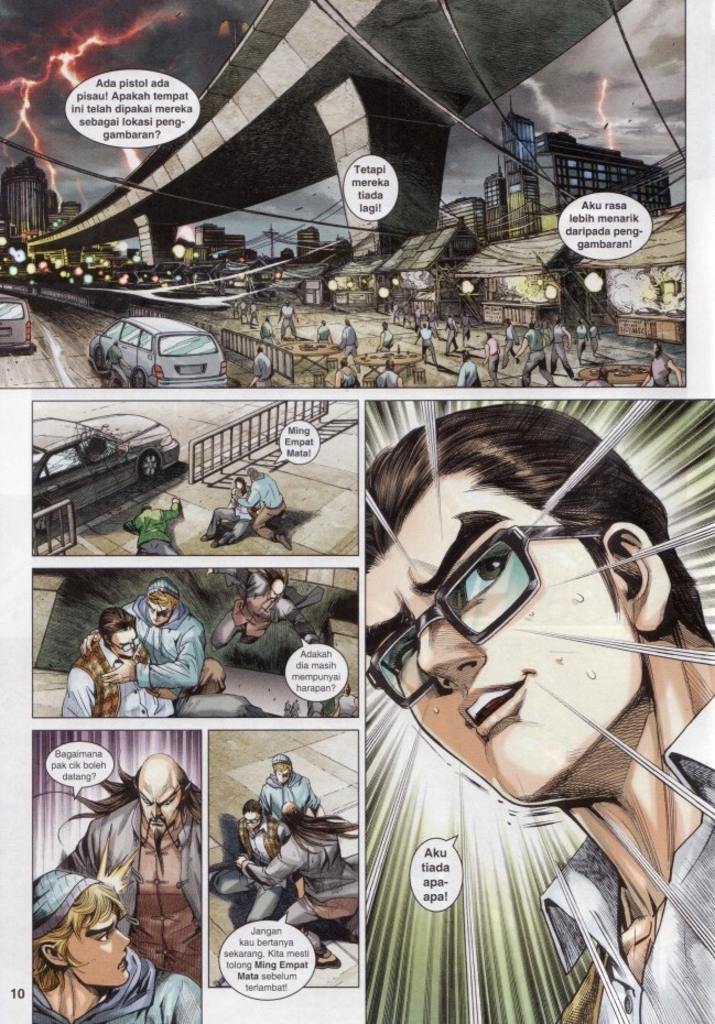 Ada pistol ada
pisau! Apakah tempat
ini telah dipakai mereka
sebagai lokasi peng-
gambaran?
Tetapi
mereka
tiada
lagi!
Aku rasa
lebih menarik
daripada peng-
gambaran!
Ming
Empat
Mata!
Adakah
dia masih
mempunyai
harapan?
Bagaimana
pak cik boleh
datang?
Jangan
kau bertanya
sekarang. Kita mesti
tolong Ming Empat
Mata sebelum
terlambat!
Aku
tiada
apa-
apa!
10